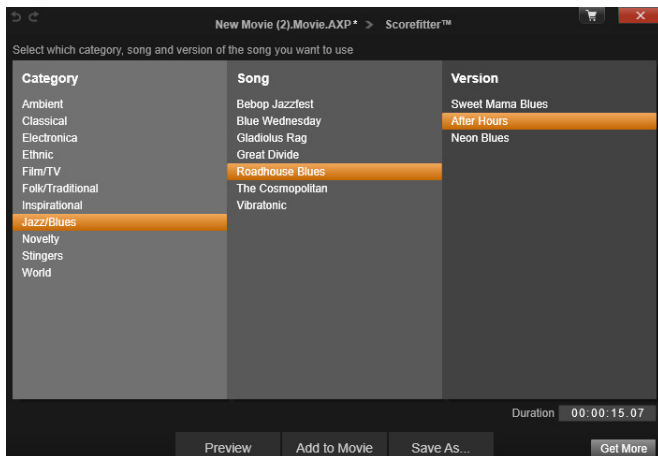 New Movie (2).Movie.AXP* > Scorefitter™
Select which category, song and version of the song you want to use
Category
Ambient
Classical
Electronica
Ethnic
Film/TV
Folk/Traditional
Inspirational
Jazz/Blues
Novelty
Stingers
World
Song
Bebop Jazzfest
Blue Wednesday
Gladiolus Rag
Great Divide
Roadhouse Blues
The Cosmopolitan
Vibratonic
Version
Sweet Mama Blues
After Hours
Neon Blues
Duration 00:00:15.07
Preview Add to Movie Save As... Get More